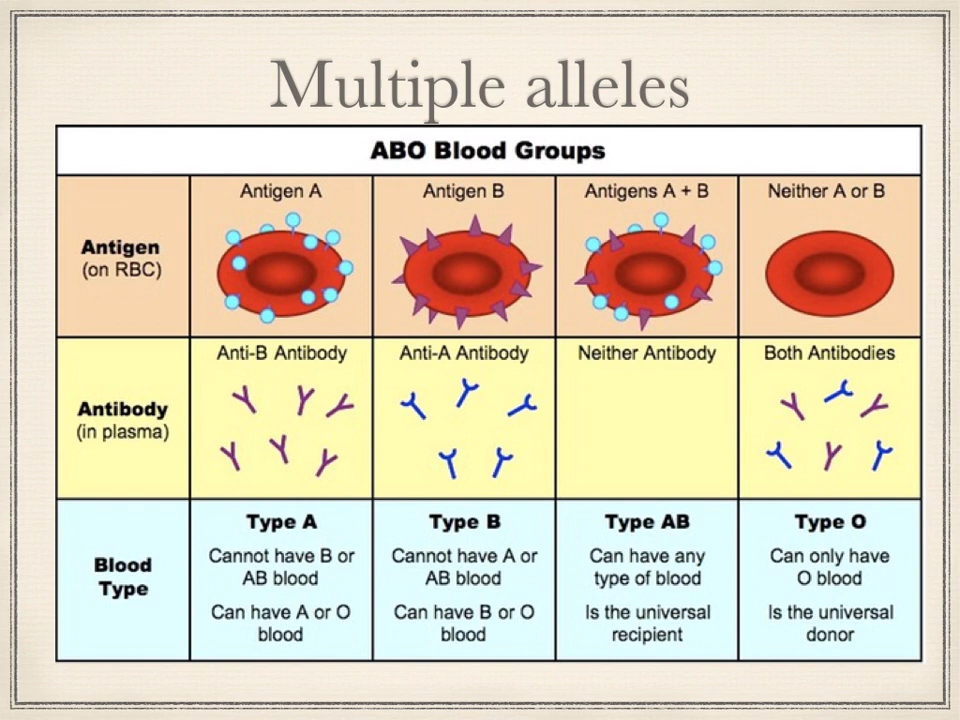 Multiple alleles
ABO Blood Groups
Antigen A
Antigen B
Antigens A + B
Neither A or B
Antigen
(on RBC)
Anti-B Antibody
Anti-A Antibody
Neither Antibody
Both Antibodies
Antibody
(in plasma)
Blood
Type
Type A
Cannot have B or
AB blood
Can have A or O
blood
Type B
Cannot have A or
AB blood
Can have B or O
blood
Type AB
Can have any
type of blood
Is the universal
recipient
Type O
Can only have
O blood
Is the universal
donor